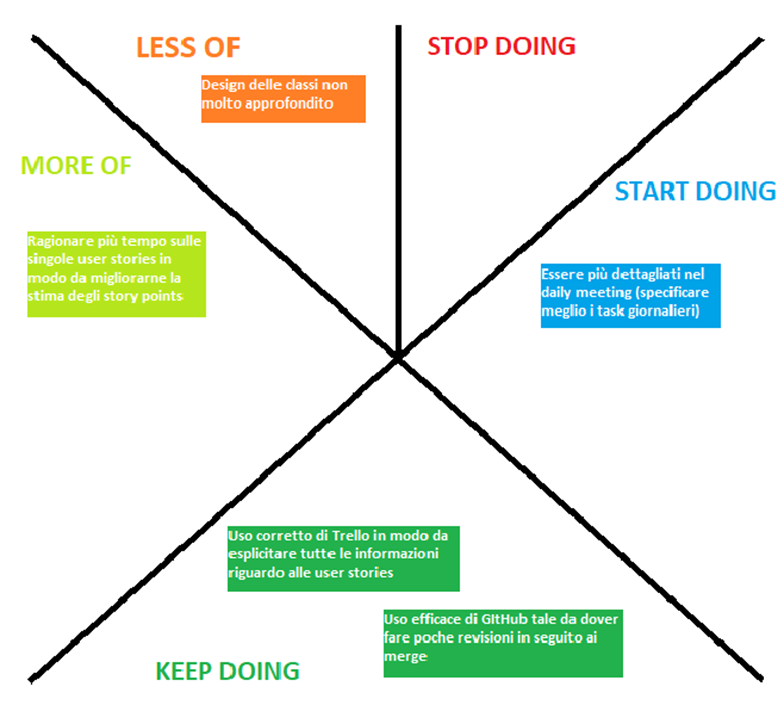 LESS OF
STOP DOING
Design delle classi non
molto approfondito
MORE OF
START DOING
Ragionare più tempo sulle
singole user stories in
modo da migliorarne la
stima degli story points
Essere più dettagliati nel
daily meeting (specificare
meglio i task giornalieri)
Uso corretto di Trello in modo da
esplicitare tutte le informazioni
riguardo alle user stories
Uso efficace di GItHub tale da dover
fare poche revisioni in seguito ai
merge
KEEP DOING